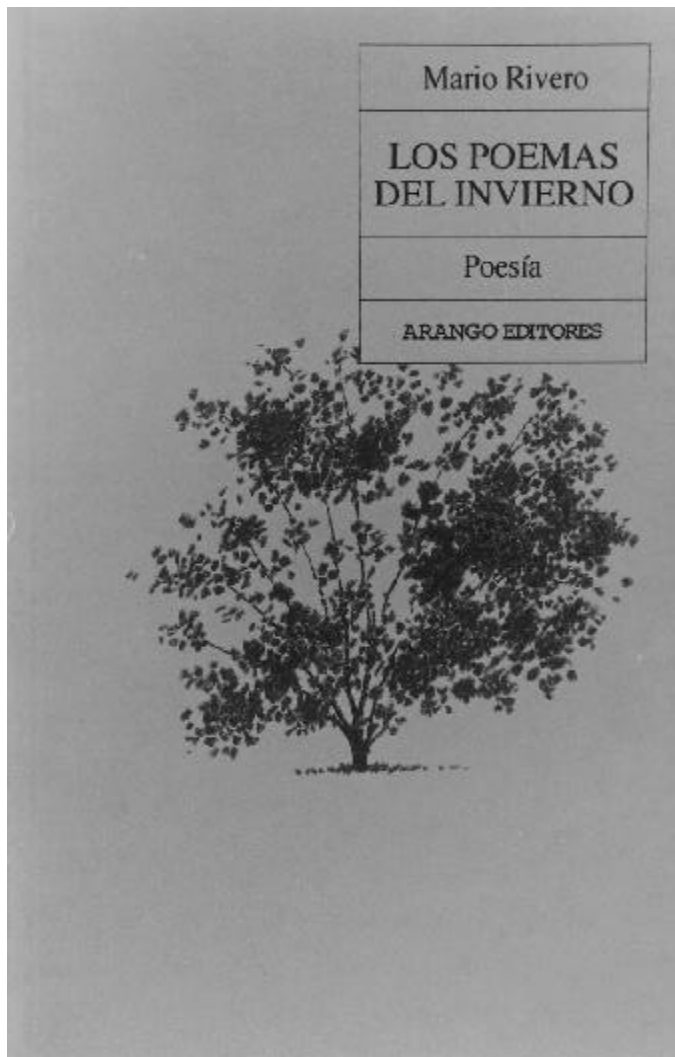 Mario Rivero
LOS POEMAS
DEL INVIERNO
Poesía
ARANGO EDITORES